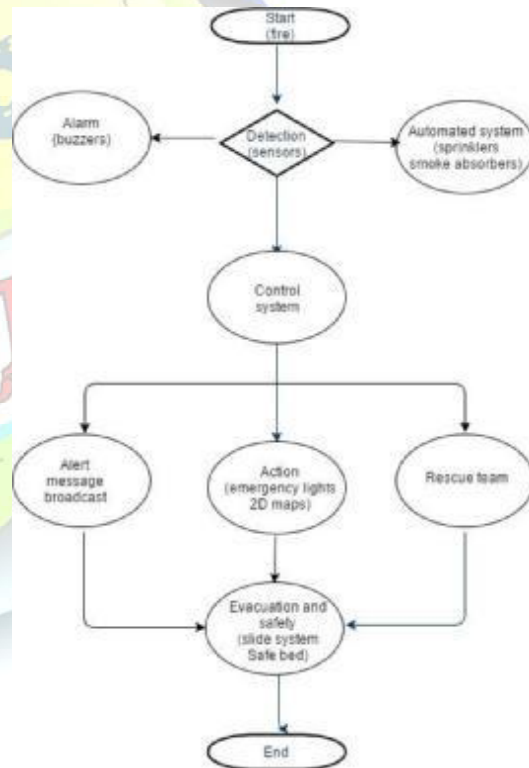 Start
(fire)
Alarm
(buzzers)
Detection
(sensors)
Automated system
(sprinklers
smoke absorbers)
Control
system
Alert
message
broadcast
Action
(emergency lights
2D maps)
Rescue team
Evacuation and
safety
(slide system
Safe bed)
End